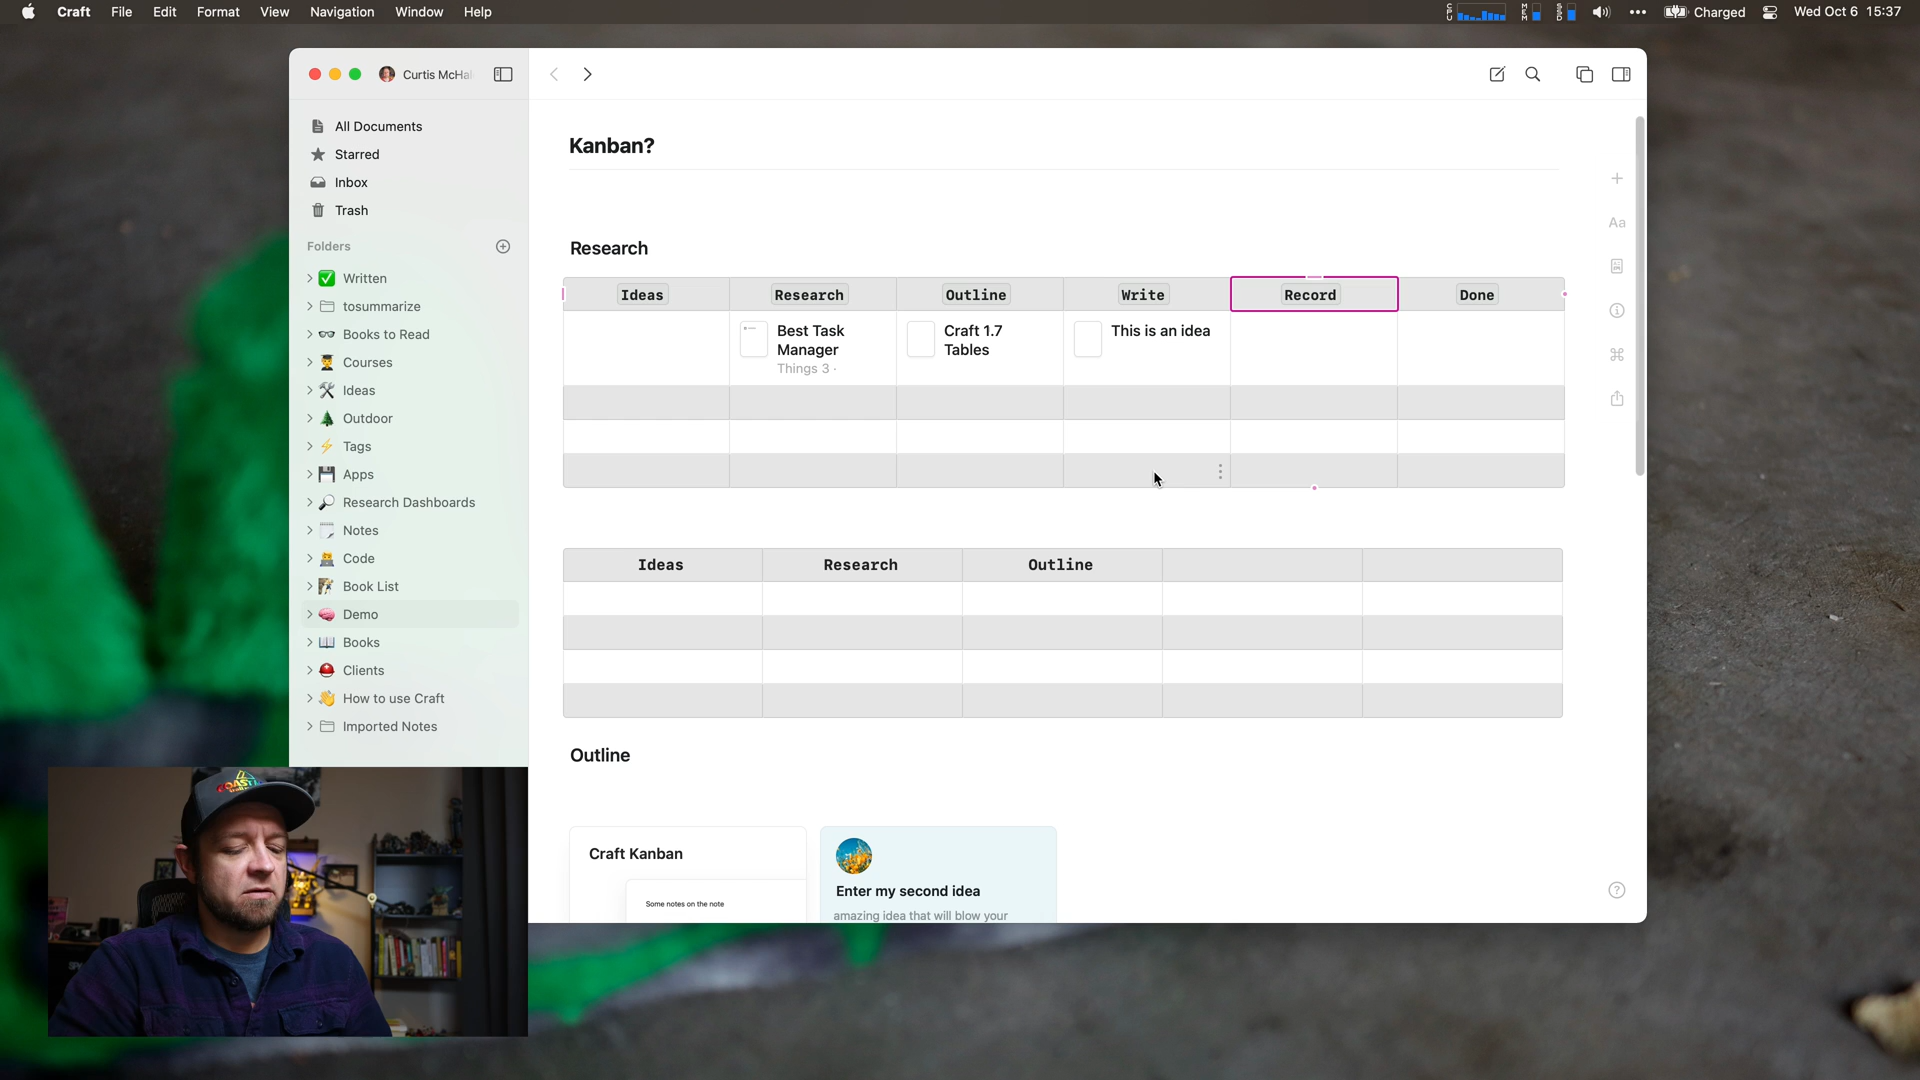 Craft File Edit Format View Navigation Window Help
CPU MEM SSD Charged Wed Oct 6 15:37
Curtis McHal
All Documents
Starred
Inbox
Trash
Folders
Written
tosummarize
Books to Read
Courses
Ideas
Outdoor
Tags
Apps
Research Dashboards
Notes
Code
Book List
Demo
Books
Clients
How to use Craft
Imported Notes
Kanban?
Aa
Research
Ideas Research Outline Write Record Done
Best Task
Manager
Things 3 ·
Craft 1.7
Tables
This is an idea
Ideas Research Outline
Outline
Craft Kanban
Some notes on the note
Enter my second idea
amazing idea that will blow your